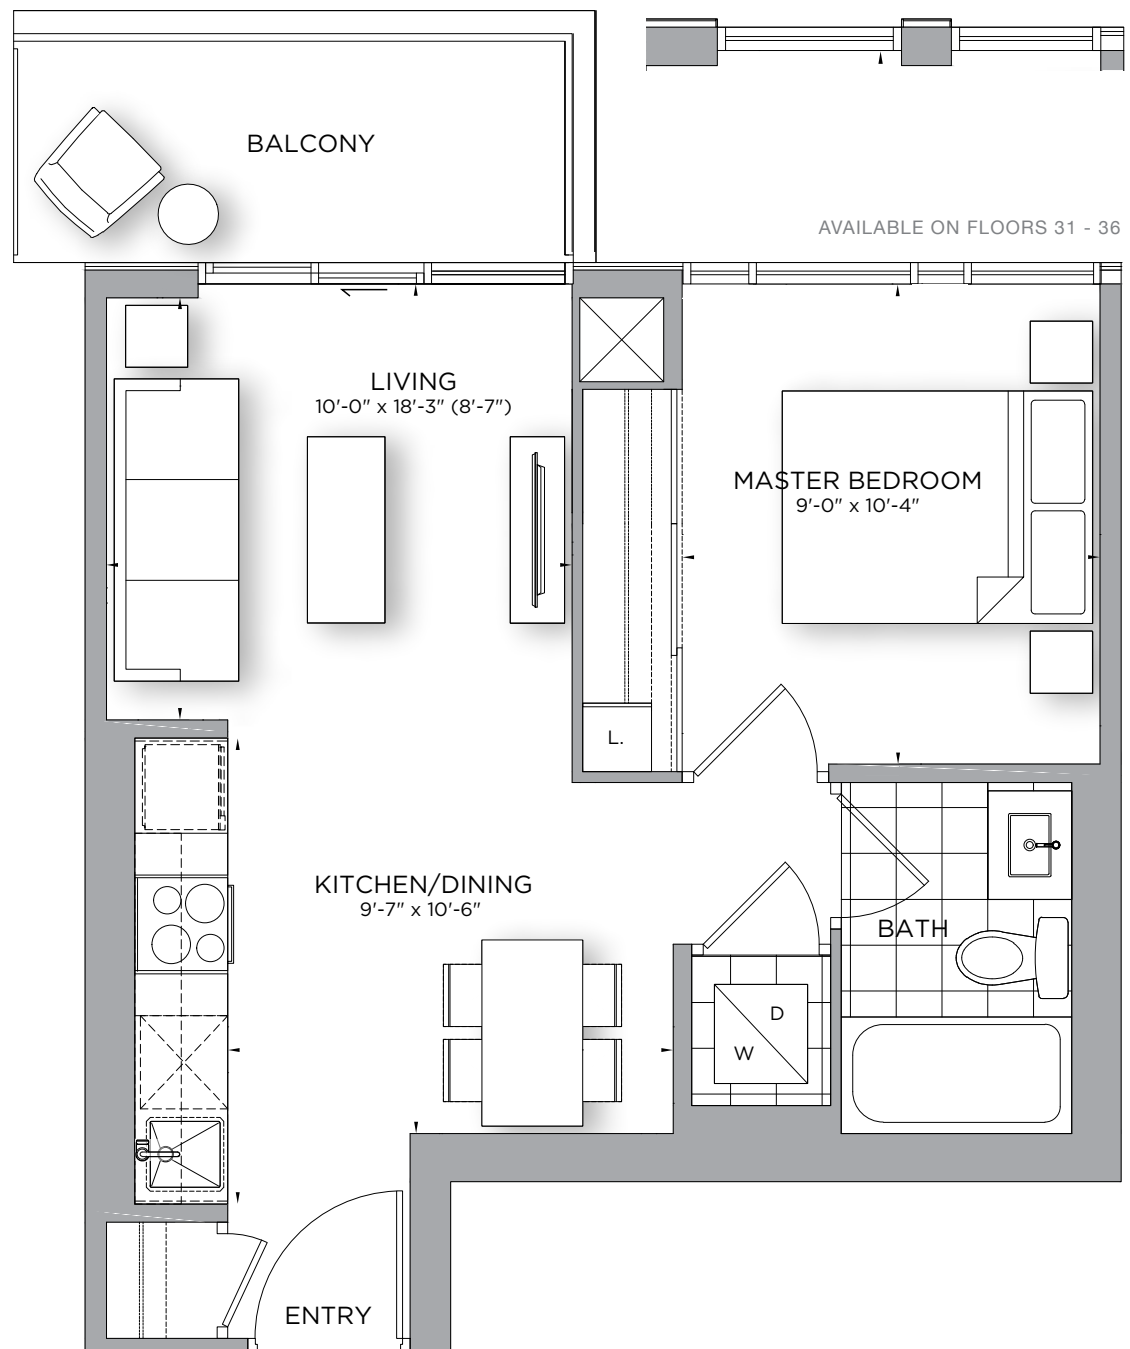 BALCONY
AVAILABLE ON FLOORS 31 - 36
LIVING
10'-0" x 18'-3" (8'-7")
MASTER BEDROOM
9'-0" x 10'-4"
L.
KITCHEN/DINING
9'-7" x 10'-6"
BATH
D
W
ENTRY